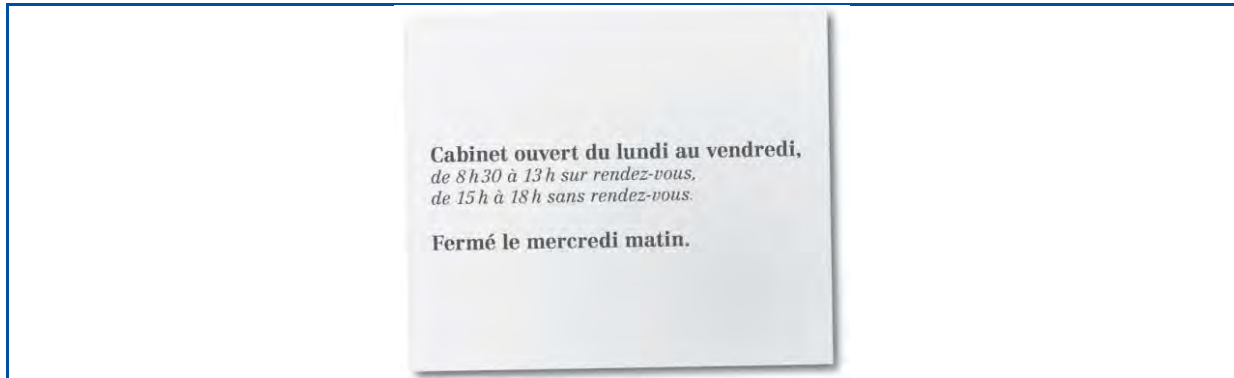 Cabinet ouvert du lundi au vendredi,
de 8h30 à 13h sur rendez-vous,
de 15h à 18h sans rendez-vous.
Fermé le mercredi matin.